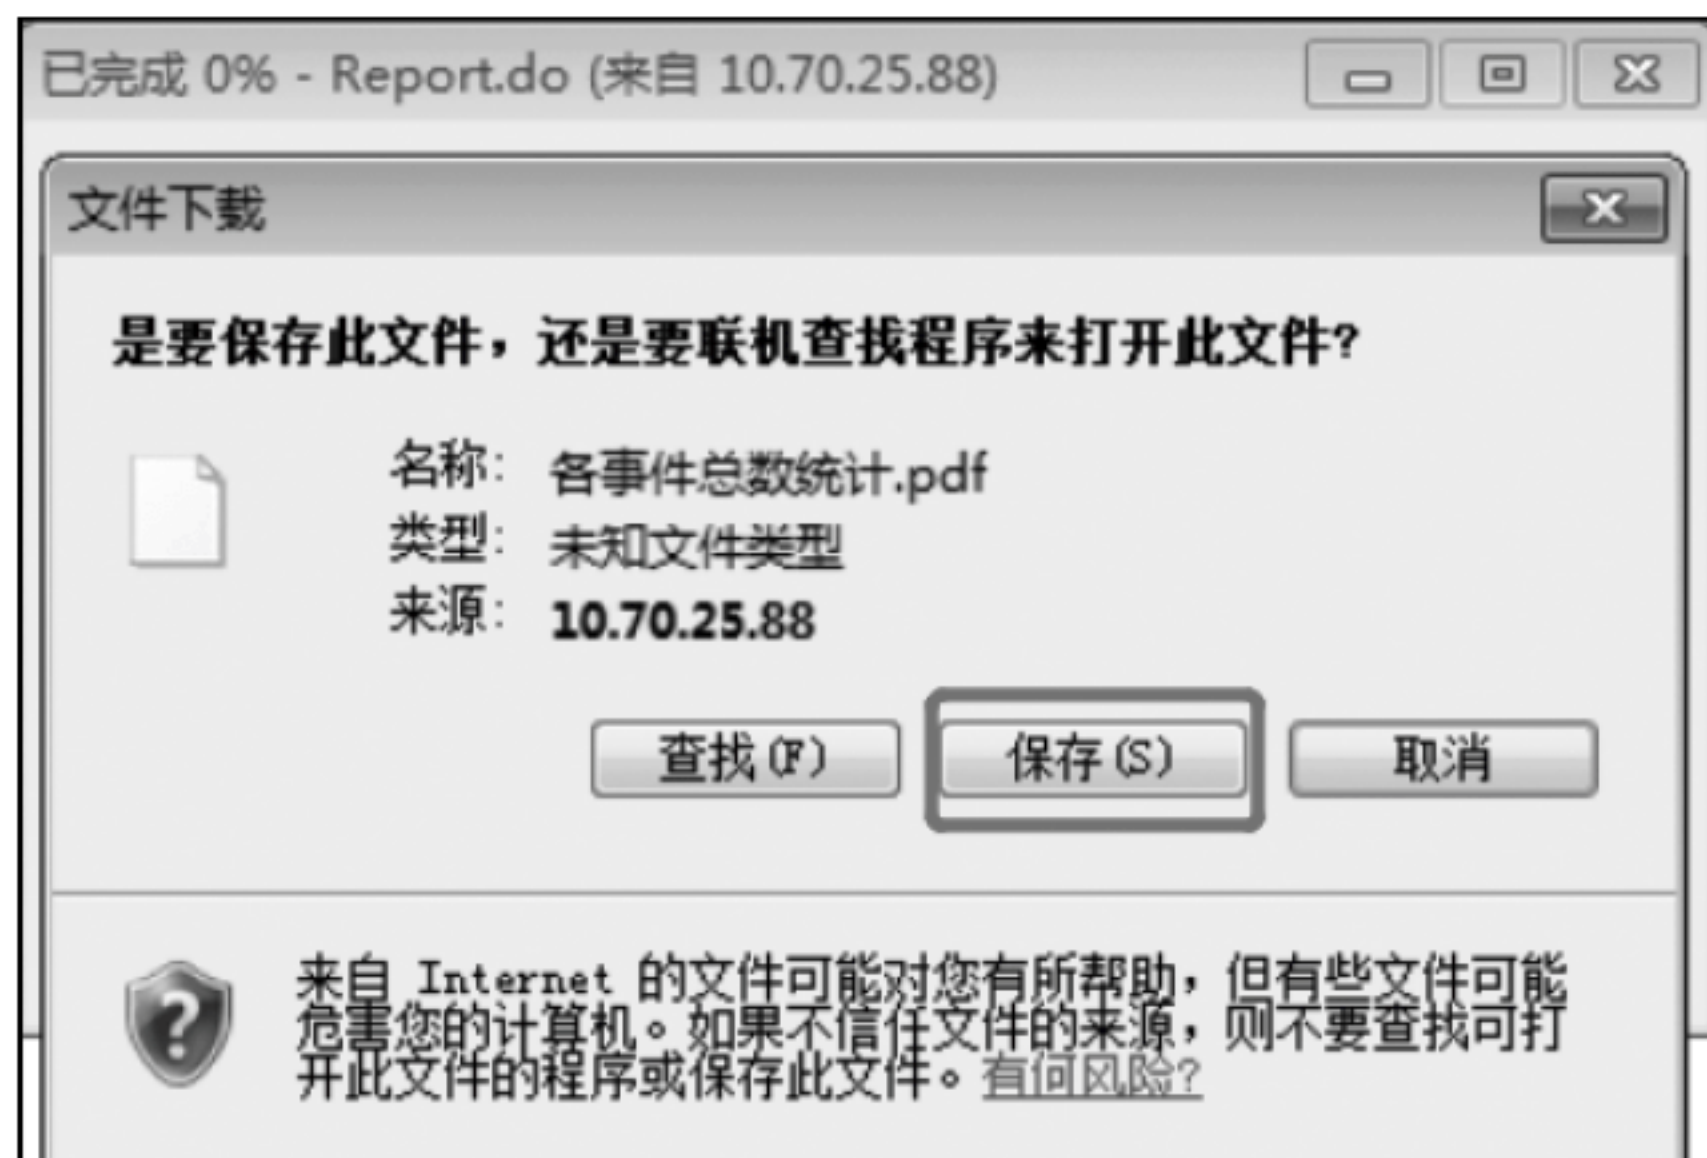 已完成 0% - Report.do (来自 10.70.25.88)
文件下载
是要保存此文件，还是要联机查找程序来打开此文件?
名称: 各事件总数统计.pdf
类型: 未知文件类型
来源: 10.70.25.88
查找(F) 保存(S) 取消
来自 Internet 的文件可能对您有所帮助，但有些文件可能
危害您的计算机。如果不信任文件的来源，则不要查找可打
开此文件的程序或保存此文件。有何风险?